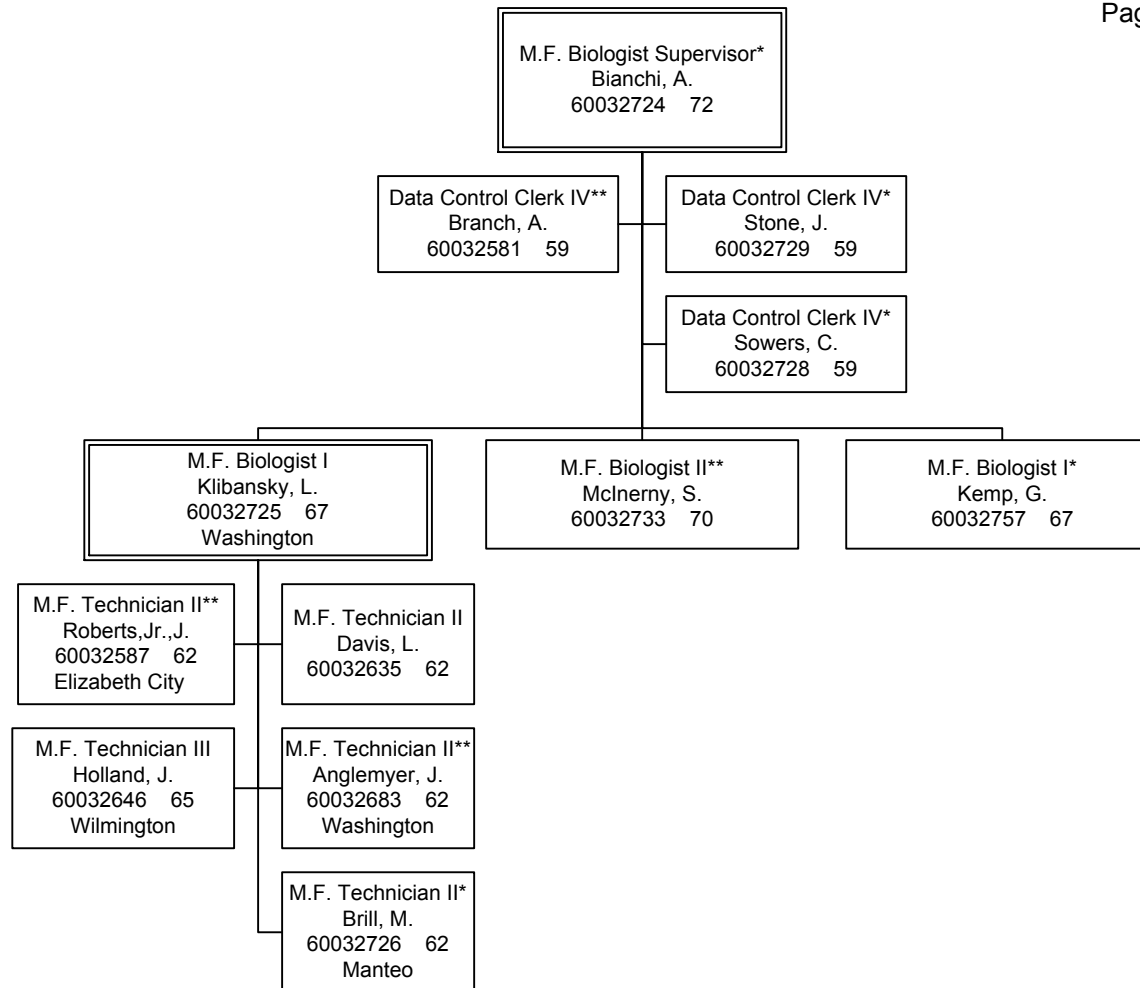 Pag
M.F. Biologist Supervisor*
Bianchi, A.
60032724 72
Data Control Clerk IV**
Branch, A.
60032581 59
Data Control Clerk IV*
Stone, J.
60032729 59
Data Control Clerk IV*
Sowers, C.
60032728 59
M.F. Biologist I
Klibansky, L.
60032725 67
Washington
M.F. Biologist II**
McInerny, S.
60032733 70
M.F. Biologist I*
Kemp, G.
60032757 67
M.F. Technician II**
Roberts,Jr.,J.
60032587 62
Elizabeth City
M.F. Technician II
Davis, L.
60032635 62
M.F. Technician III
Holland, J.
60032646 65
Wilmington
M.F. Technician II**
Anglemyer, J.
60032683 62
Washington
M.F. Technician II*
Brill, M.
60032726 62
Manteo